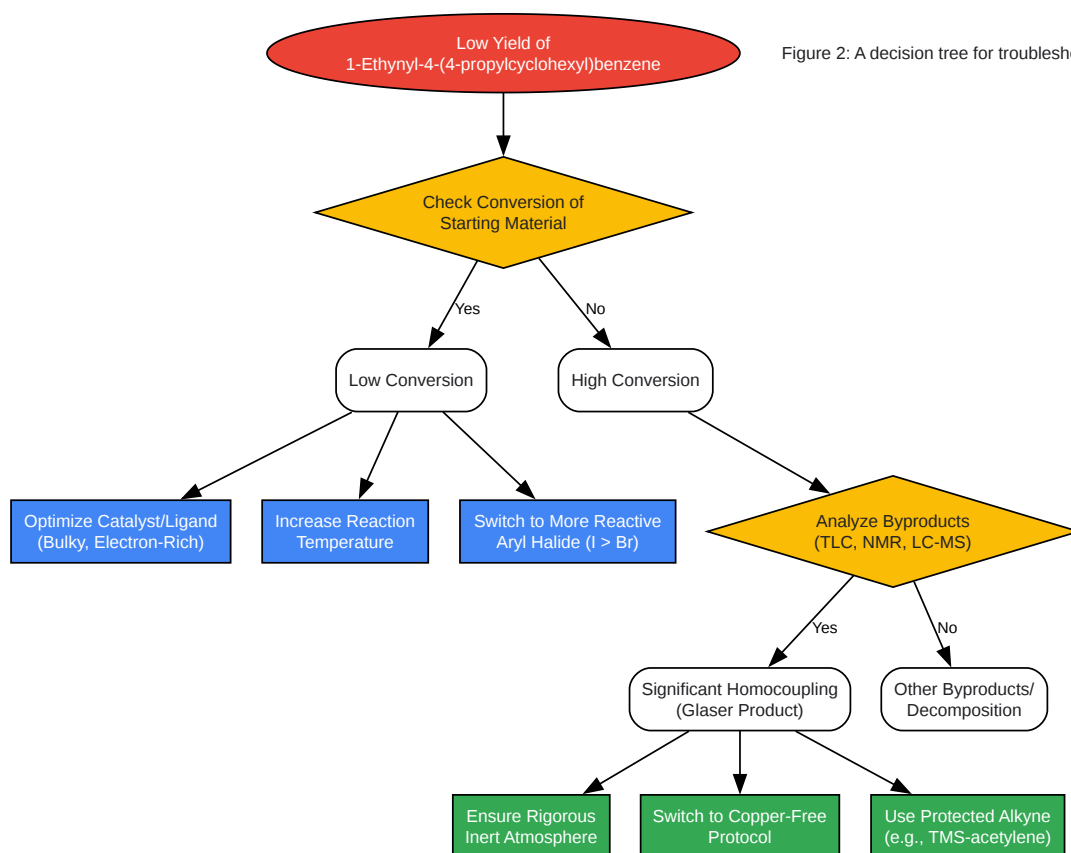 Low Yield of
1-Ethynyl-4-(4-propylcyclohexyl)benzene
Figure 2: A decision tree for
Check Conversion of
Starting Material
Yes
No
Low Conversion
High Conversion
Optimize Catalyst/Ligand
(Bulky, Electron-Rich)
Increase Reaction
Temperature
Switch to More Reactive
Aryl Halide (I > Br)
Analyze Byproducts
(TLC, NMR, LC-MS)
Yes
No
Significant Homocoupling
(Glaser Product)
Other Byproducts/
Decomposition
Ensure Rigorous
Inert Atmosphere
Switch to Copper-Free
Protocol
Use Protected Alkyne
(e.g., TMS-acetylene)